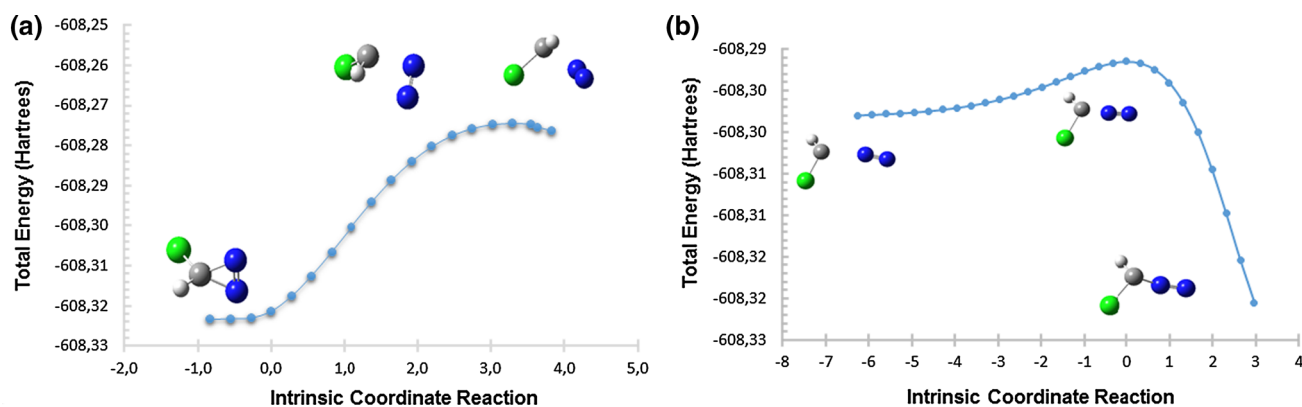 (a)
Total Energy (Hartrees)
-608,25
-608,26
-608,27
-608,28
-608,29
-608,30
-608,31
-608,32
-608,33
-2,0 -1,0 0,0 1,0 2,0 3,0 4,0 5,0
Intrinsic Coordinate Reaction
(b)
Total Energy (Hartrees)
-608,29
-608,30
-608,30
-608,31
-608,31
-608,32
-608,32
-608,33
-8 -7 -6 -5 -4 -3 -2 -1 0 1 2 3 4
Intrinsic Coordinate Reaction